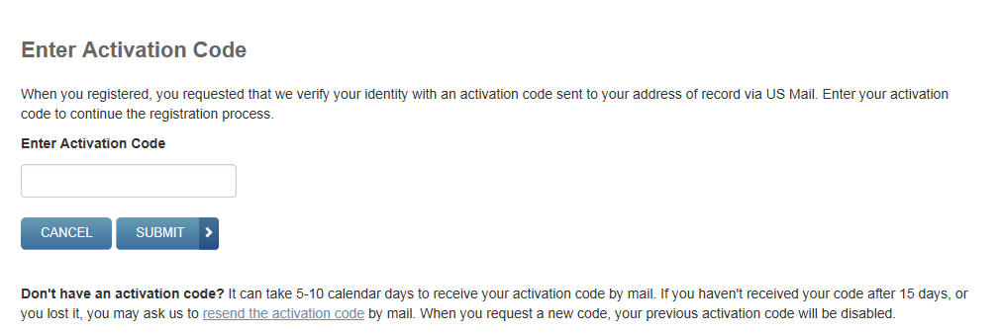 Enter Activation Code
When you registered, you requested that we verify your identity with an activation code sent to your address of record via US Mail. Enter your activation
code to continue the registration process.
Enter Activation Code
CANCEL SUBMIT
Don't have an activation code? It can take 5-10 calendar days to receive your activation code by mail. If you haven't received your code after 15 days, or
you lost it, you may ask us to resend the activation code by mail. When you request a new code, your previous activation code will be disabled.